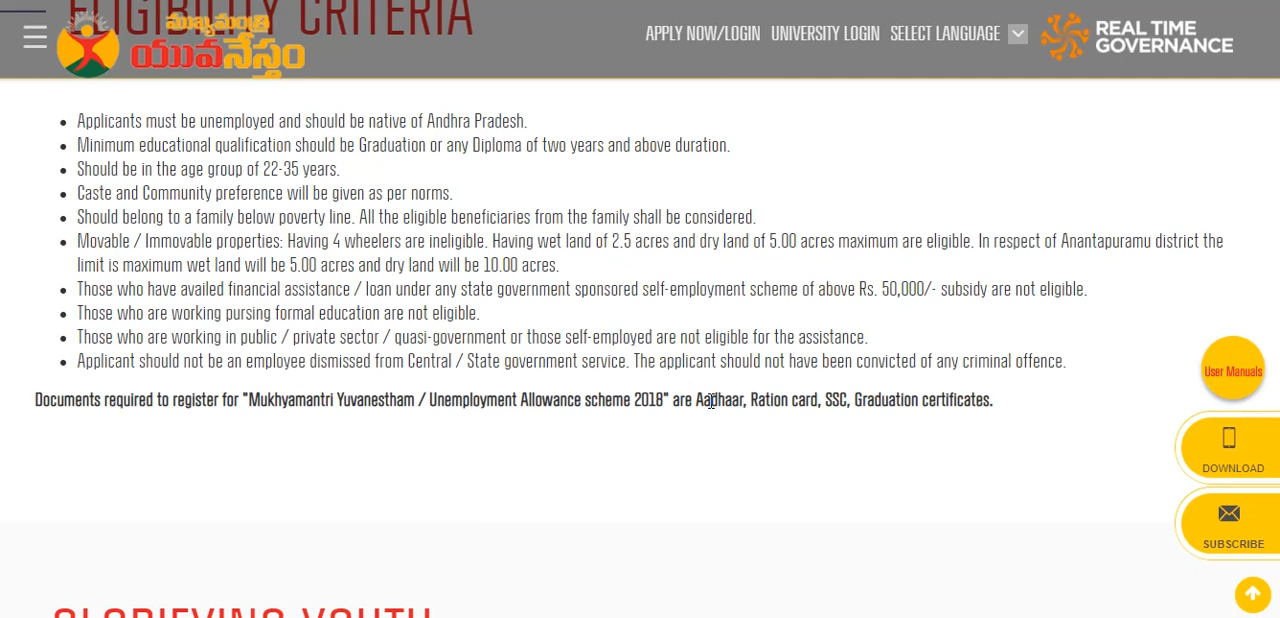 ELIGIBILITY CRITERIA
ముఖ్యమంత్రి
యువనేస్తం
APPLY NOW/LOGIN UNIVERSITY LOGIN SELECT LANGUAGE
REAL TIME
GOVERNANCE
Applicants must be unemployed and should be native of Andhra Pradesh.
Minimum educational qualification should be Graduation or any Diploma of two years and above duration.
Should be in the age group of 22-35 years.
Caste and Community preference will be given as per norms.
Should belong to a family below poverty line. All the eligible beneficiaries from the family shall be considered.
Movable / Immovable properties: Having 4 wheelers are ineligible. Having wet land of 2.5 acres and dry land of 5.00 acres maximum are eligible. In respect of Anantapuramu district the
limit is maximum wet land will be 5.00 acres and dry land will be 10.00 acres.
Those who have availed financial assistance / loan under any state government sponsored self-employment scheme of above Rs. 50,000/- subsidy are not eligible.
Those who are working pursing formal education are not eligible.
Those who are working in public / private sector / quasi-government or those self-employed are not eligible for the assistance.
Applicant should not be an employee dismissed from Central / State government service. The applicant should not have been convicted of any criminal offence.
Documents required to register for "Mukhyamantri Yuvanestham / Unemployment Allowance scheme 2018" are Aadhaar, Ration card, SSC, Graduation certificates.
User Manuals
DOWNLOAD
SUBSCRIBE
GLORIFYING YOUTH